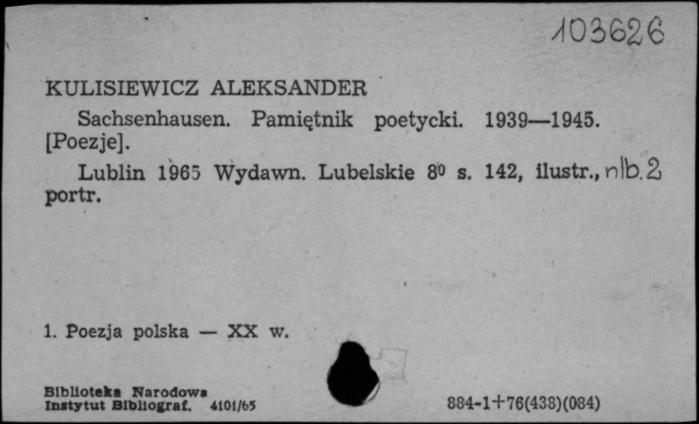 103626
KULISIEWICZ ALEKSANDER
Sachsenhausen. Pamiętnik poetycki. 1939—1945.
[Poezje].
Lublin 1965 Wydawn. Lubelskie 8⁰ s. 142, ilustr., nlb. 2
portr.
1. Poezja polska — XX w.
Biblioteka Narodowa
Instytut Bibliograf. 4101/65
884-1+76(438)(084)